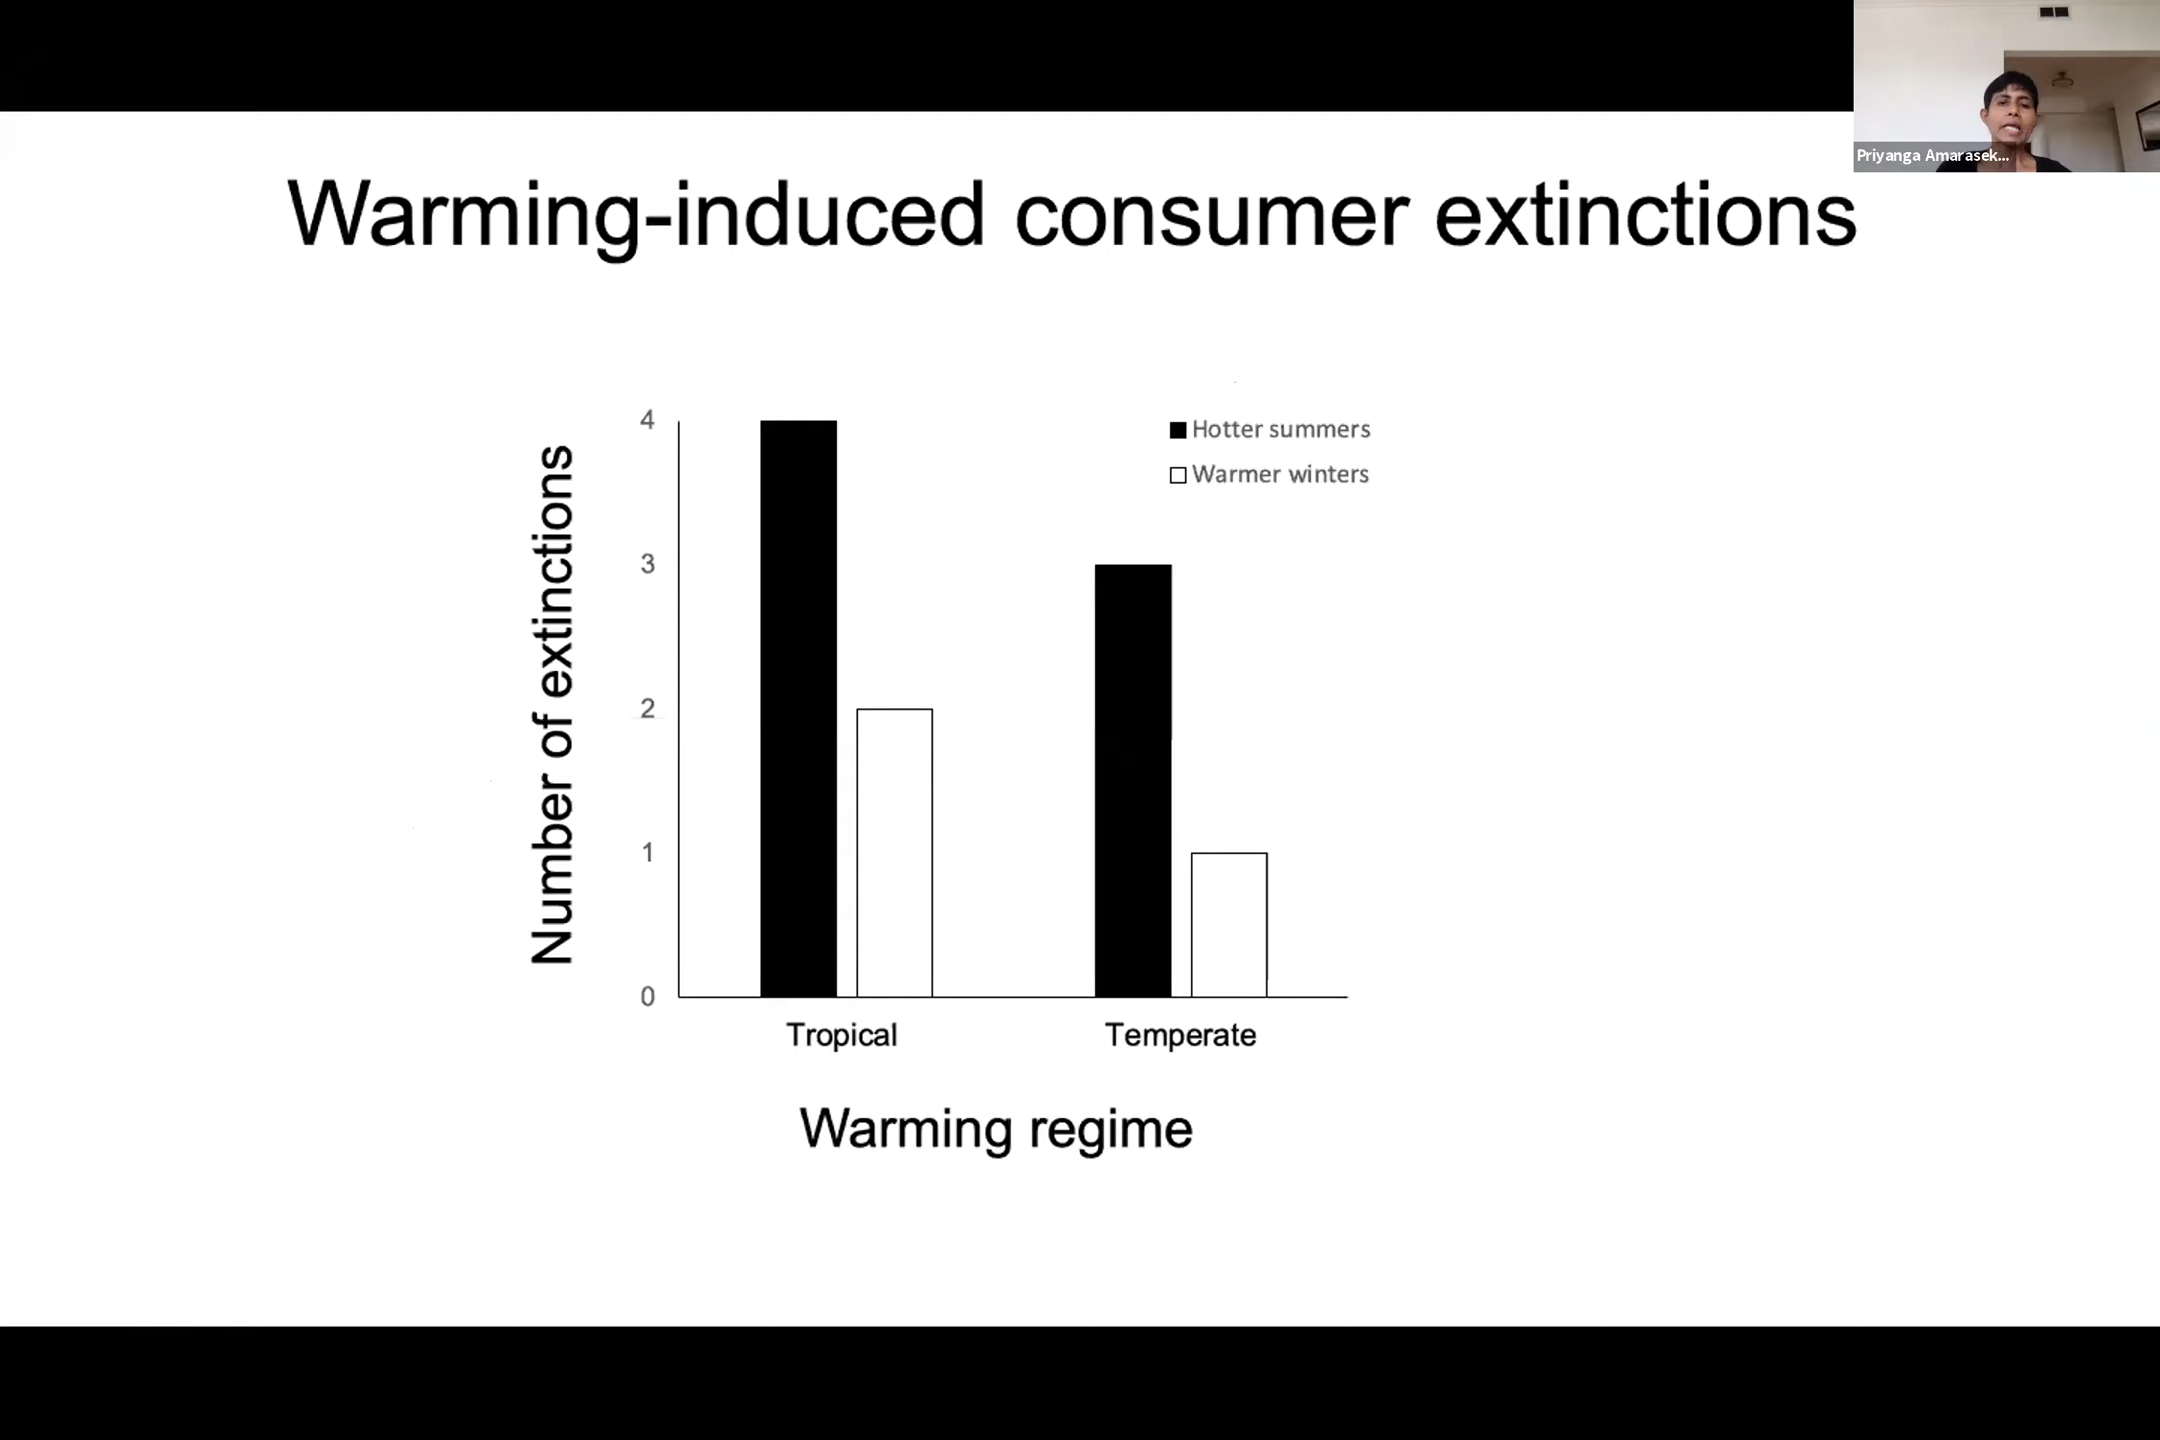 Priyanga Amarasek...
Warming-induced consumer extinctions
Number of extinctions
4
3
2
1
0
Hotter summers
Warmer winters
Tropical
Temperate
Warming regime